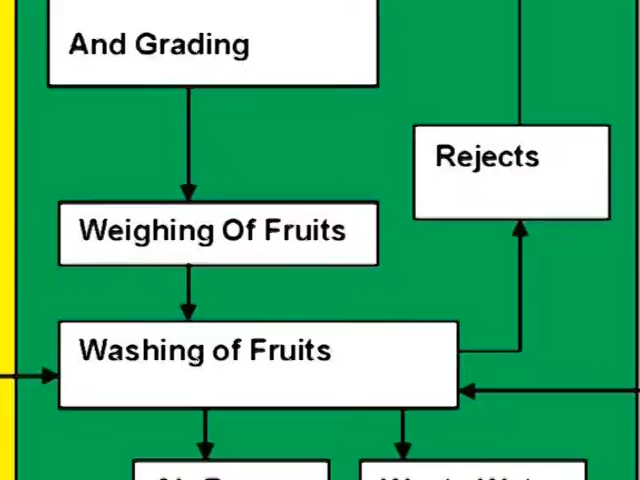 And Grading
Rejects
Weighing Of Fruits
Washing of Fruits